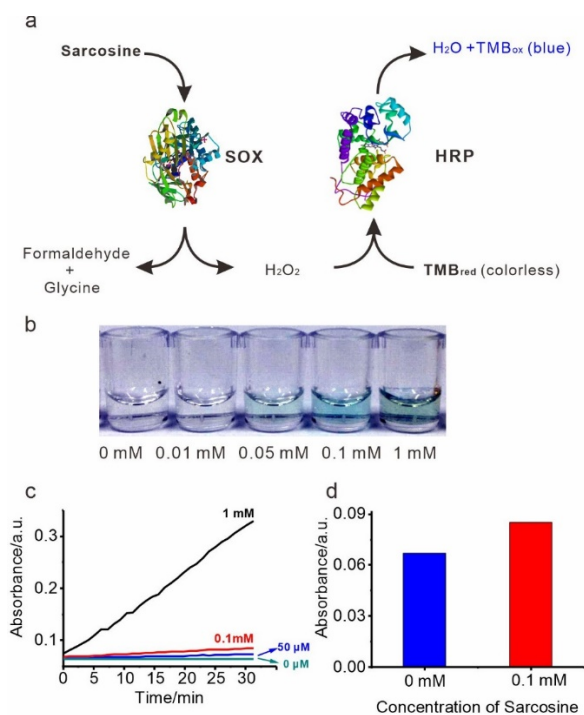 a
Sarcosine
H₂O +TMBox (blue)
SOX
HRP
Formaldehyde
+
Glycine
H₂O₂
TMBred (colorless)
b
0 mM 0.01 mM 0.05 mM 0.1 mM 1 mM
c
Absorbance/a.u.
0.3
0.2
0.1
1 mM
0.1mM
50 μM
0 μM
0 5 10 15 20 25 30
Time/min
d
Absorbance/a.u.
0.09
0.06
0.03
0.00
0 mM 0.1 mM
Concentration of Sarcosine